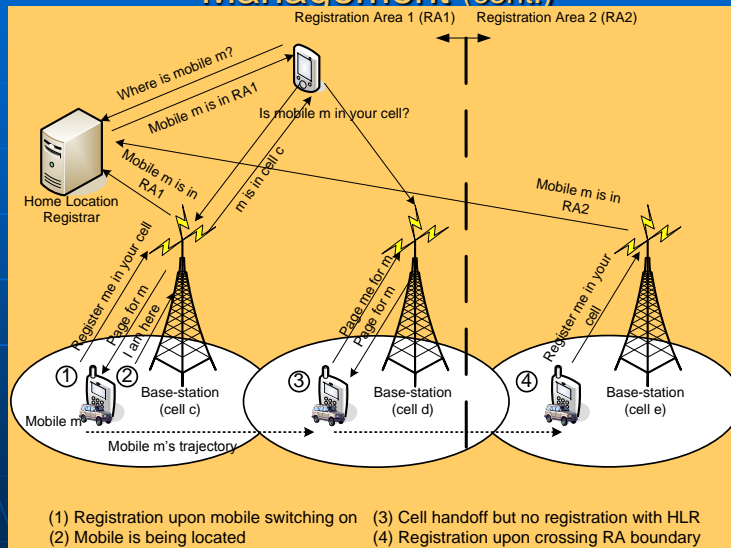 Management (cont.)
Registration Area 1 (RA1)
Registration Area 2 (RA2)
Where is mobile m?
Mobile m is in RA1
Is mobile m in your cell?
Mobile m is in
RA1
m is in cell c
Home Location
Registrar
Mobile m is in
RA2
Register me in your cell
Page for m
I am here
Page me for m
Page for m
Register me in your
cell
1
2
3
4
Base-station
(cell c)
Base-station
(cell d)
Base-station
(cell e)
Mobile m
Mobile m's trajectory
(1) Registration upon mobile switching on
(2) Mobile is being located
(3) Cell handoff but no registration with HLR
(4) Registration upon crossing RA boundary